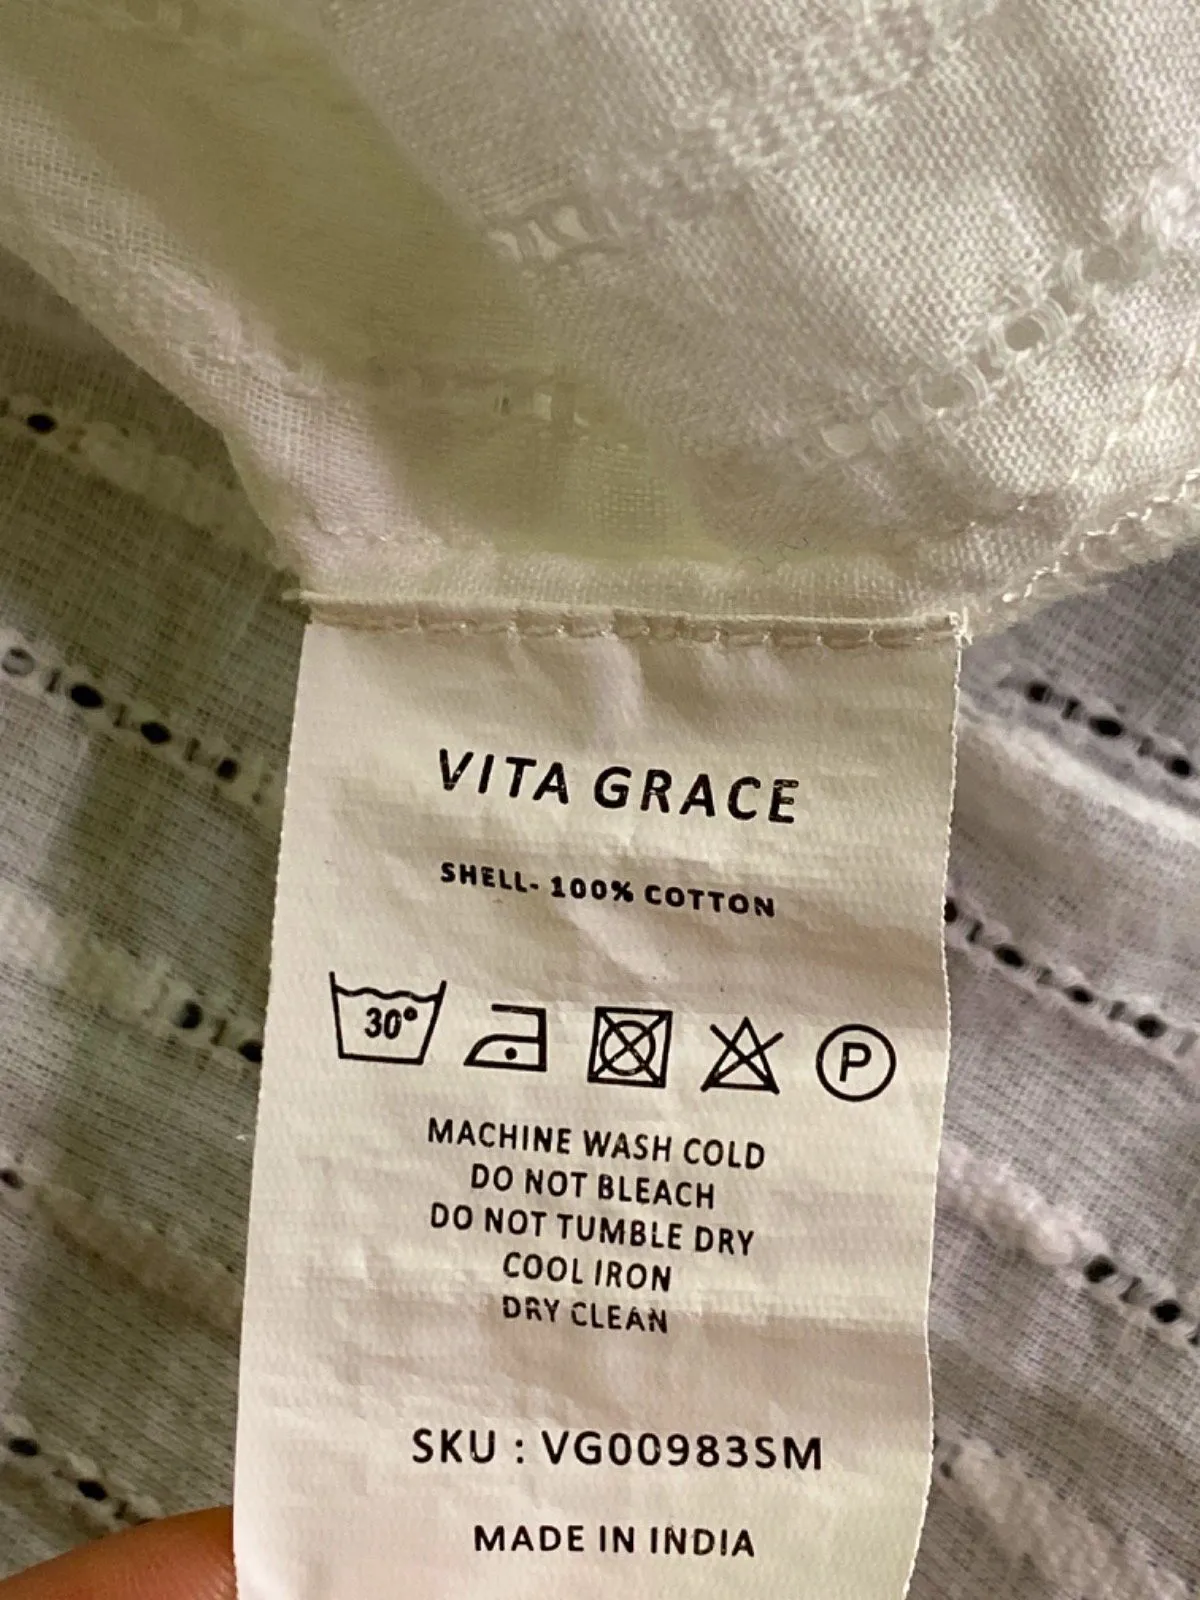 VITA GRACE
SHELL- 100% COTTON
30° P
MACHINE WASH COLD
DO NOT BLEACH
DO NOT TUMBLE DRY
COOL IRON
DRY CLEAN
SKU : VG00983SM
MADE IN INDIA